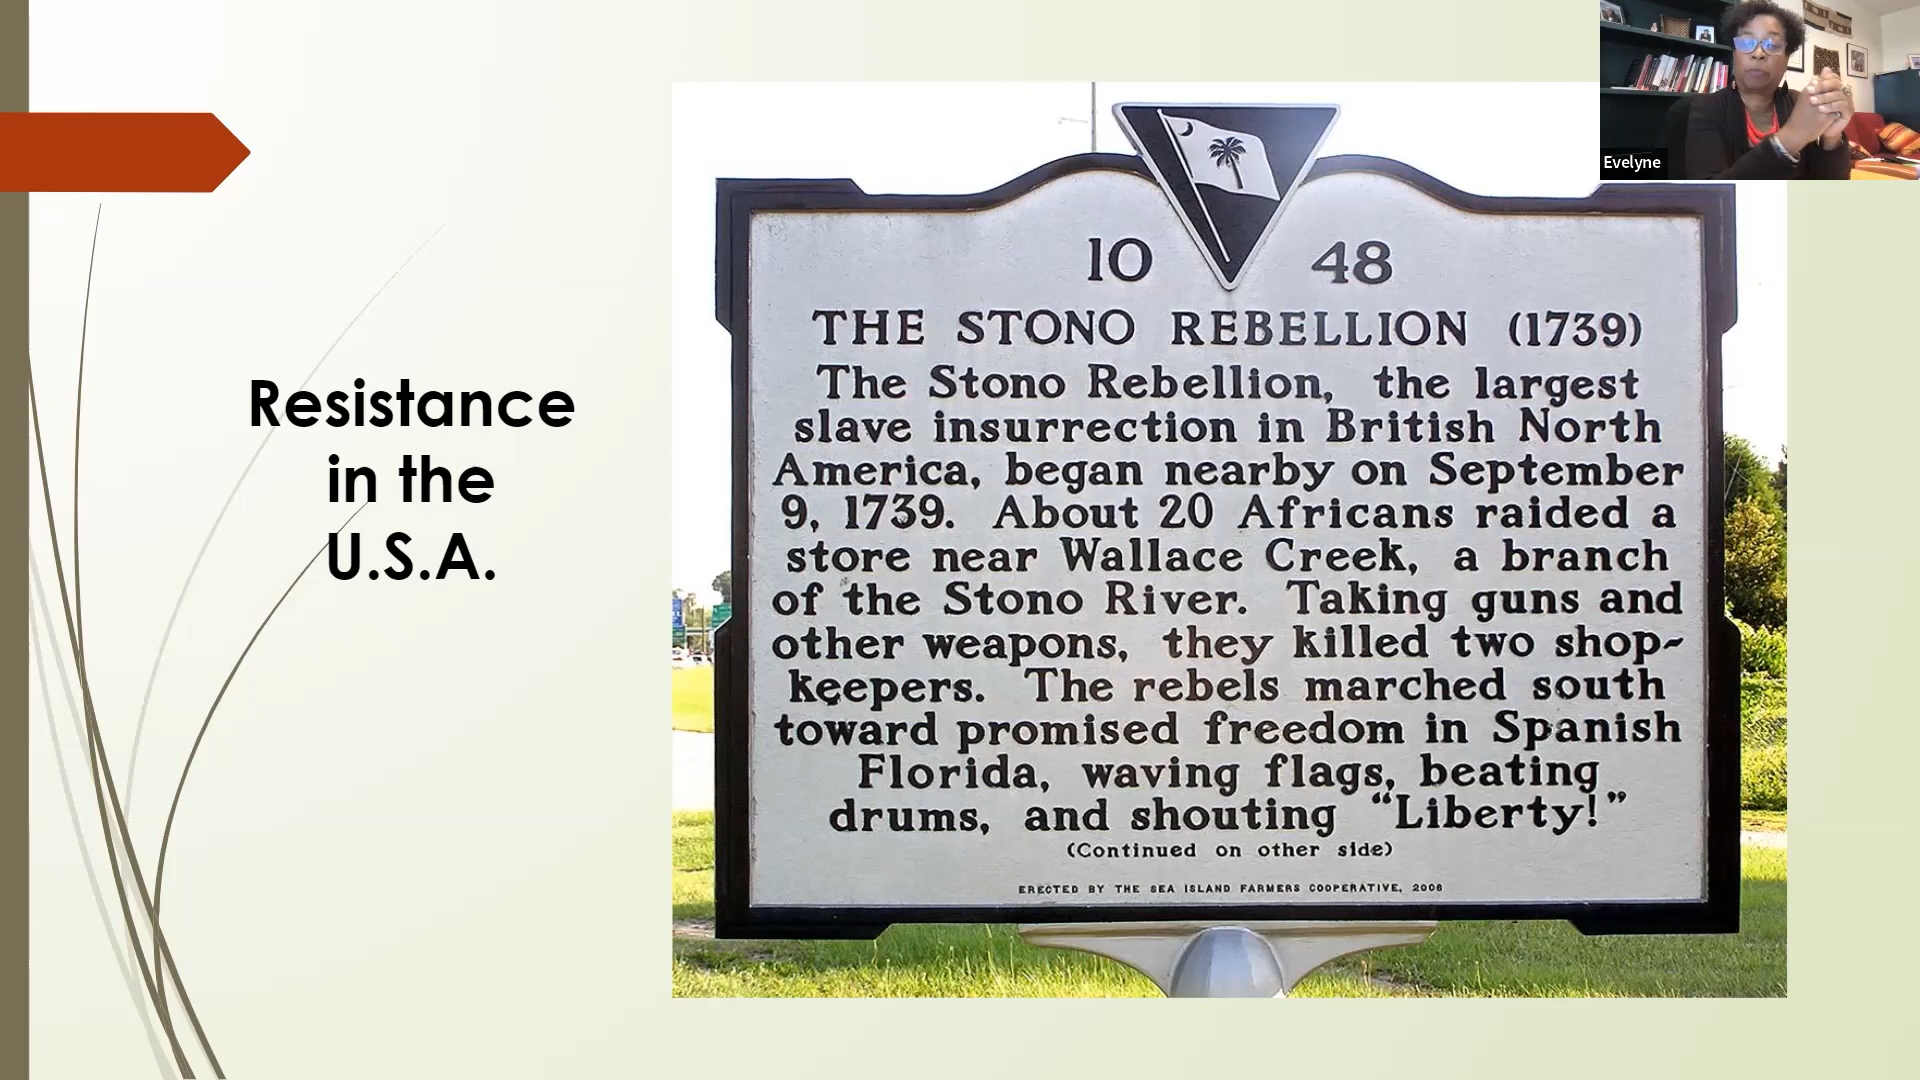 Resistance
in the
U.S.A.
10 48
THE STONO REBELLION (1739)
The Stono Rebellion, the largest
slave insurrection in British North
America, began nearby on September
9, 1739. About 20 Africans raided a
store near Wallace Creek, a branch
of the Stono River. Taking guns and
other weapons, they killed two shop-
keepers. The rebels marched south
toward promised freedom in Spanish
Florida, waving flags, beating
drums, and shouting "Liberty!"
(Continued on other side)
ERECTED BY THE SEA ISLAND FARMERS COOPERATIVE, 2006
Evelyne